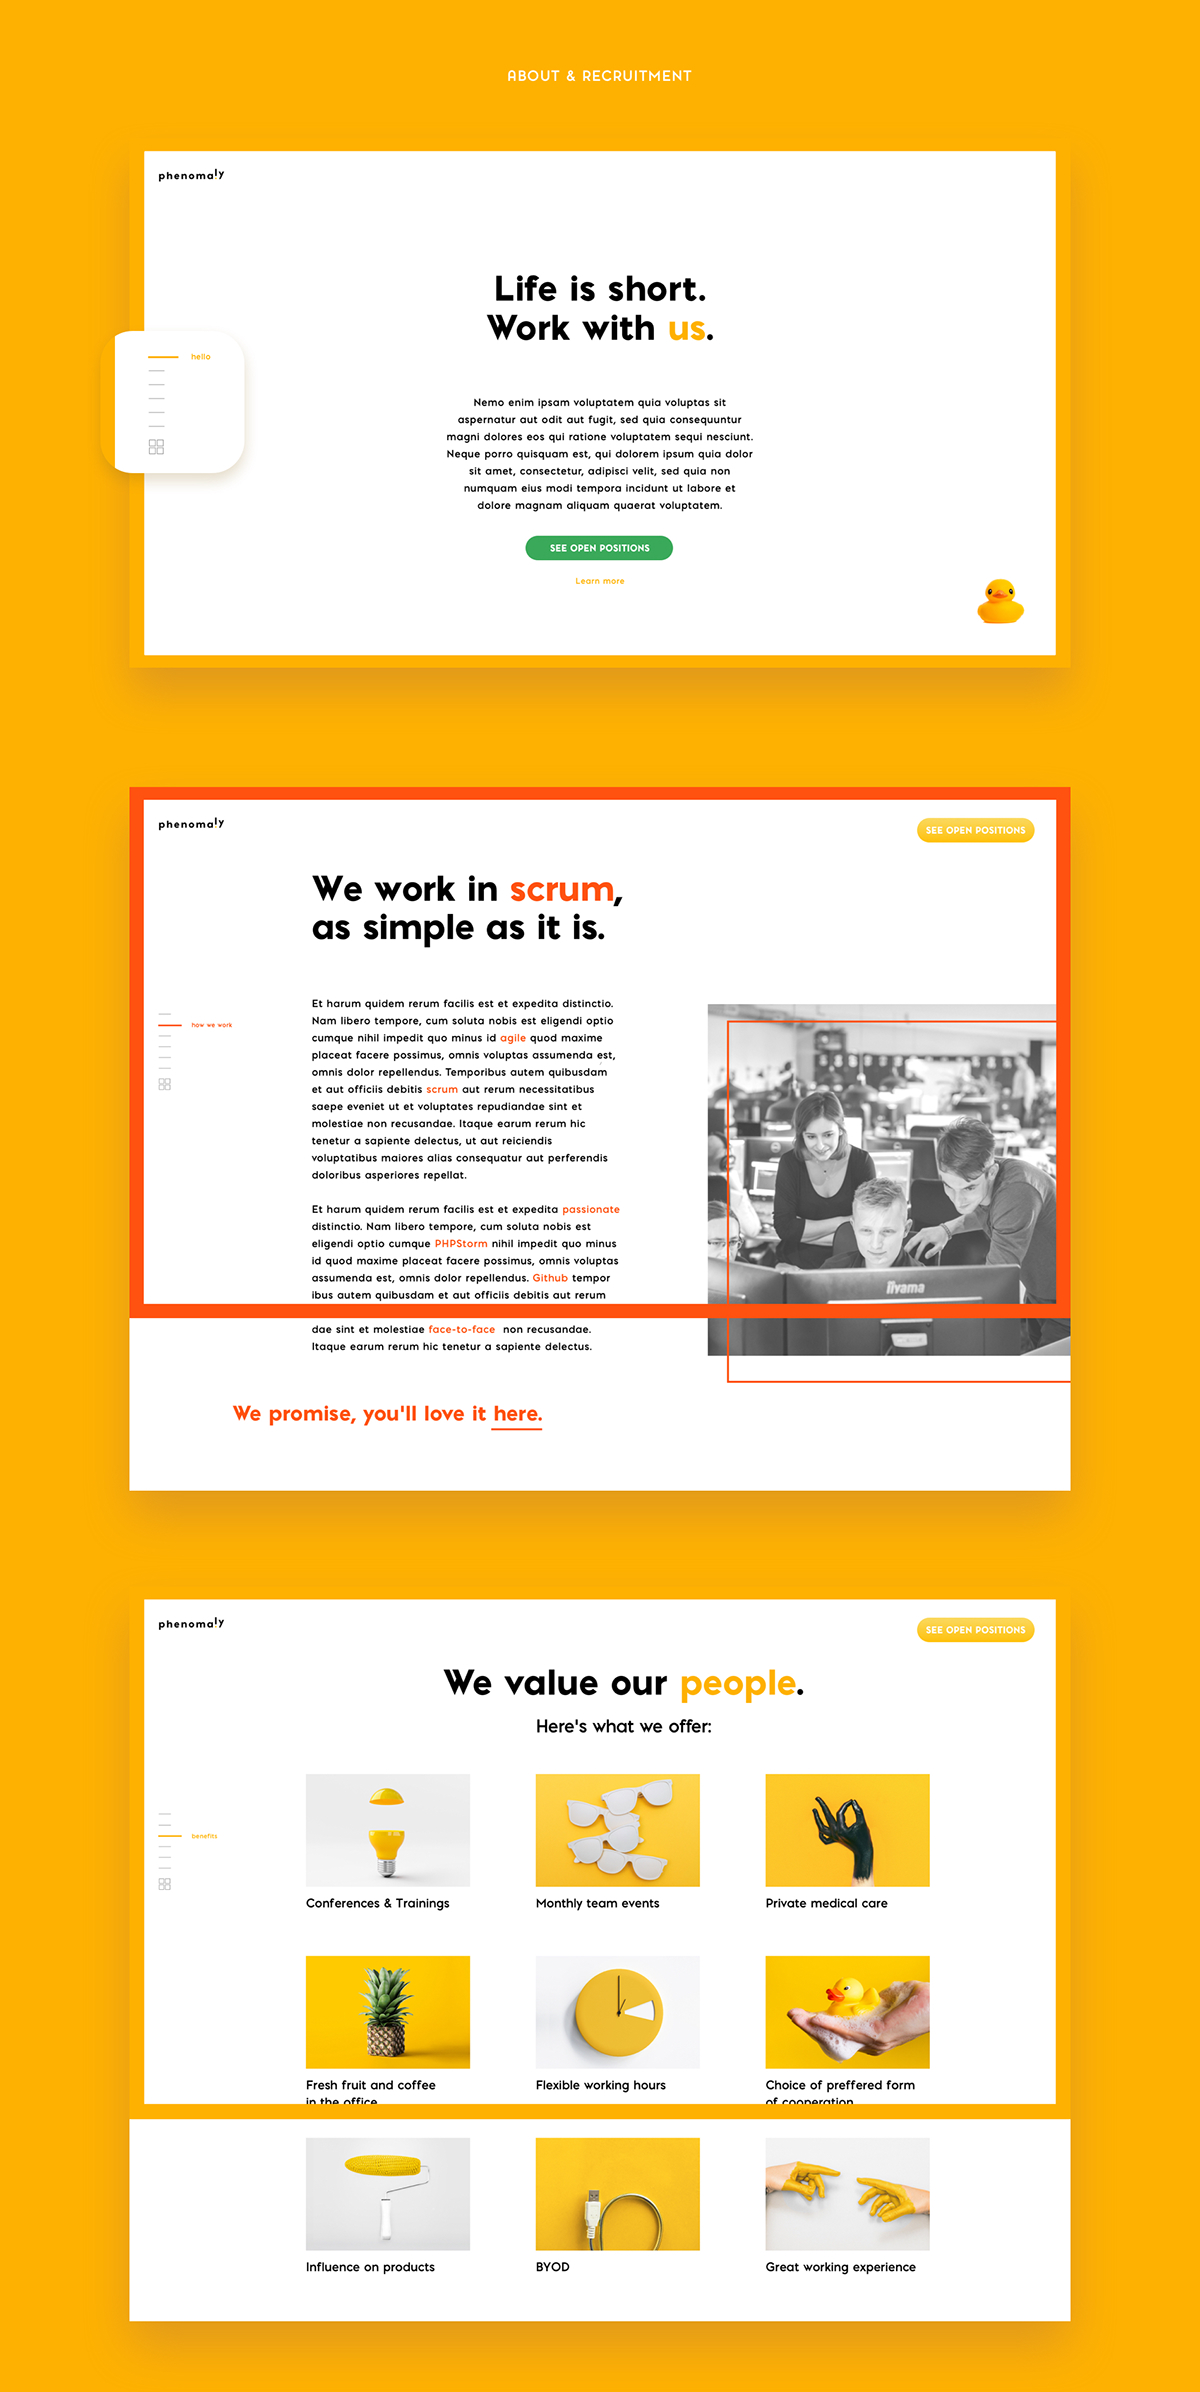 ABOUT & RECRUITMENT
phenomaly
Life is short.
Work with us.
hello
Nemo enim ipsam voluptatem quia voluptas sit
aspernatur aut odit aut fugit, sed quia consequuntur
magni dolores eos qui ratione voluptatem sequi nesciunt.
Neque porro quisquam est, qui dolorem ipsum quia dolor
sit amet, consectetur, adipisci velit, sed quia non
numquam eius modi tempora incidunt ut labore et
dolore magnam aliquam quaerat voluptatem.
SEE OPEN POSITIONS
Learn more
phenomaly
SEE OPEN POSITIONS
We work in scrum,
as simple as it is.
how we work
Et harum quidem rerum facilis est et expedita distinctio.
Nam libero tempore, cum soluta nobis est eligendi optio
cumque nihil impedit quo minus id agile quod maxime
placeat facere possimus, omnis voluptas assumenda est,
omnis dolor repellendus. Temporibus autem quibusdam
et aut officiis debitis scrum aut rerum necessitatibus
saepe eveniet ut et voluptates repudiandae sint et
molestiae non recusandae. Itaque earum rerum hic
tenetur a sapiente delectus, ut aut reiciendis
voluptatibus maiores alias consequatur aut perferendis
doloribus asperiores repellat.
Et harum quidem rerum facilis est et expedita passionate
distinctio. Nam libero tempore, cum soluta nobis est
eligendi optio cumque PHPStorm nihil impedit quo minus
id quod maxime placeat facere possimus, omnis voluptas
assumenda est, omnis dolor repellendus. Github tempor
ibus autem quibusdam et aut officiis debitis aut rerum
dae sint et molestiae face-to-face non recusandae.
Itaque earum rerum hic tenetur a sapiente delectus.
iiyama
We promise, you'll love it here.
phenomaly
SEE OPEN POSITIONS
We value our people.
Here's what we offer:
benefits
Conferences & Trainings
Monthly team events
Private medical care
Fresh fruit and coffee
in the office
Flexible working hours
Choice of preffered form
of cooperation
Influence on products
BYOD
Great working experience